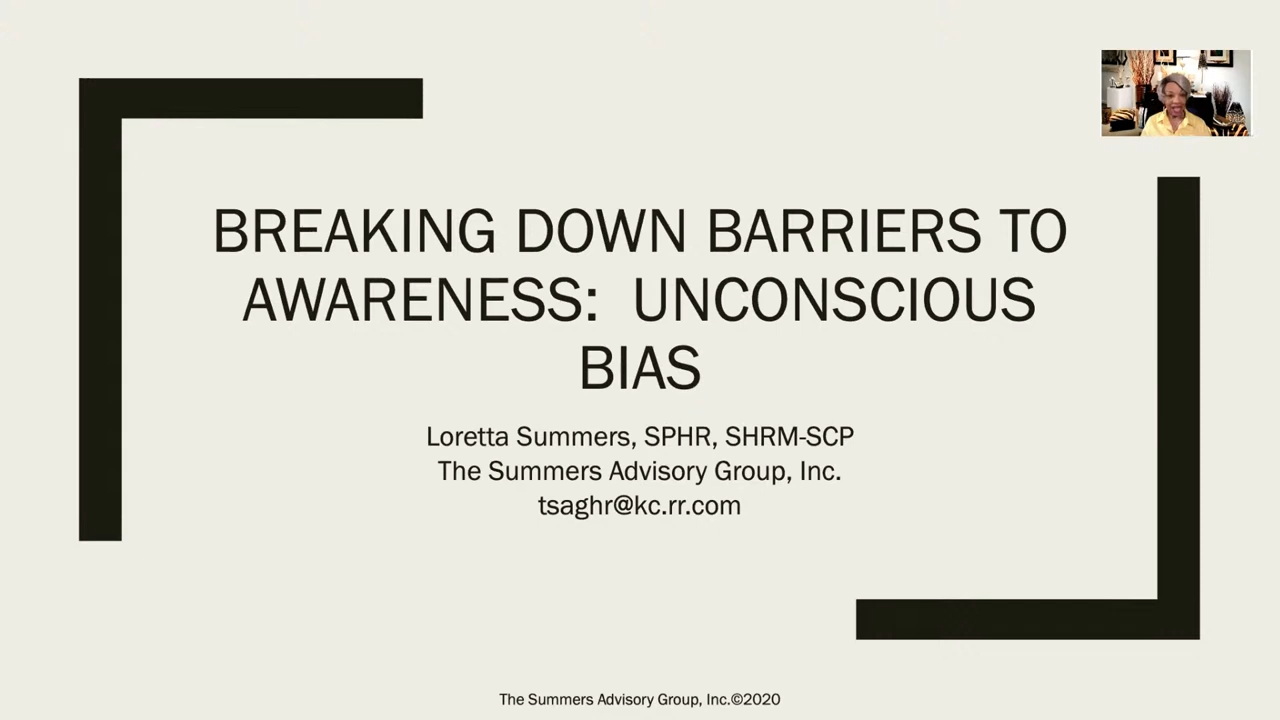 BREAKING DOWN BARRIERS TO
AWARENESS:  UNCONSCIOUS
BIAS
Loretta Summers, SPHR, SHRM-SCP
The Summers Advisory Group, Inc.
tsaghr@kc.rr.com
The Summers Advisory Group, Inc.©2020